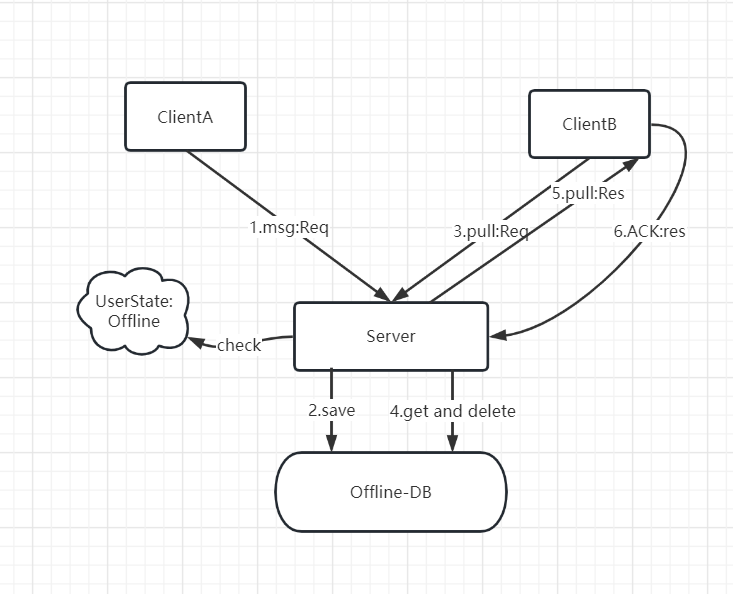 ClientA
ClientB
5.pull:Res
1.msg:Req
3.pull:Req
6.ACK:res
UserState:
Offline
Server
check
2.save
4.get and delete
Offline-DB